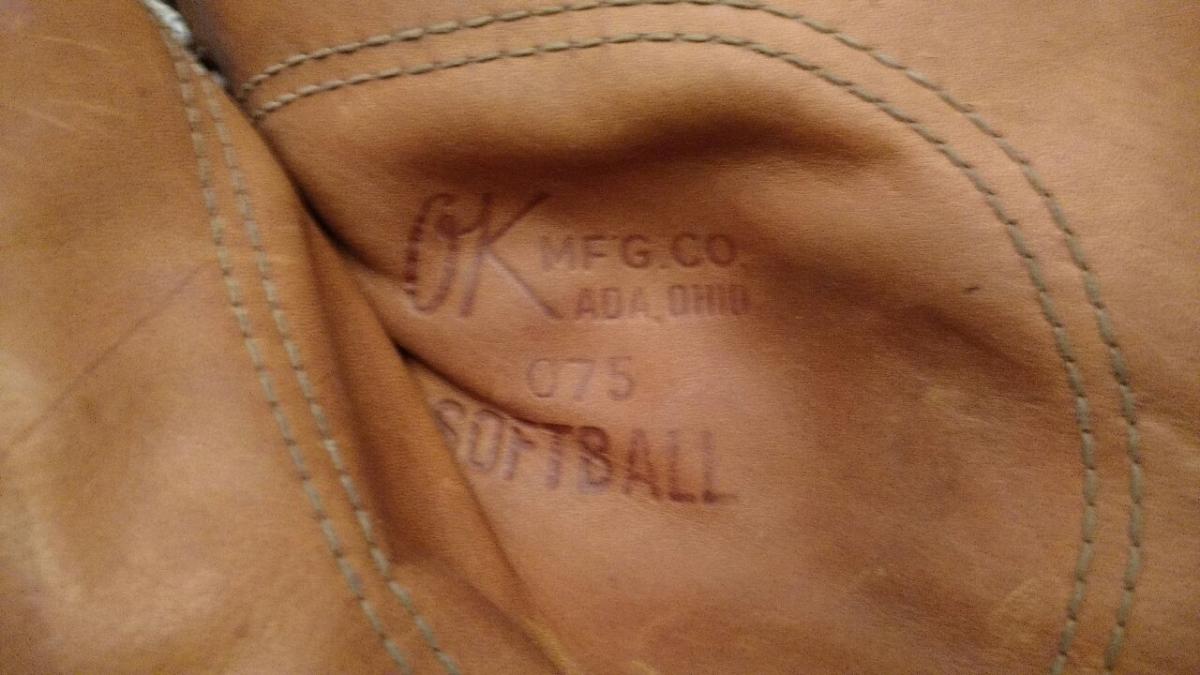 OK MF'G. CO.
ADA, OHIO
075
SOFTBALL